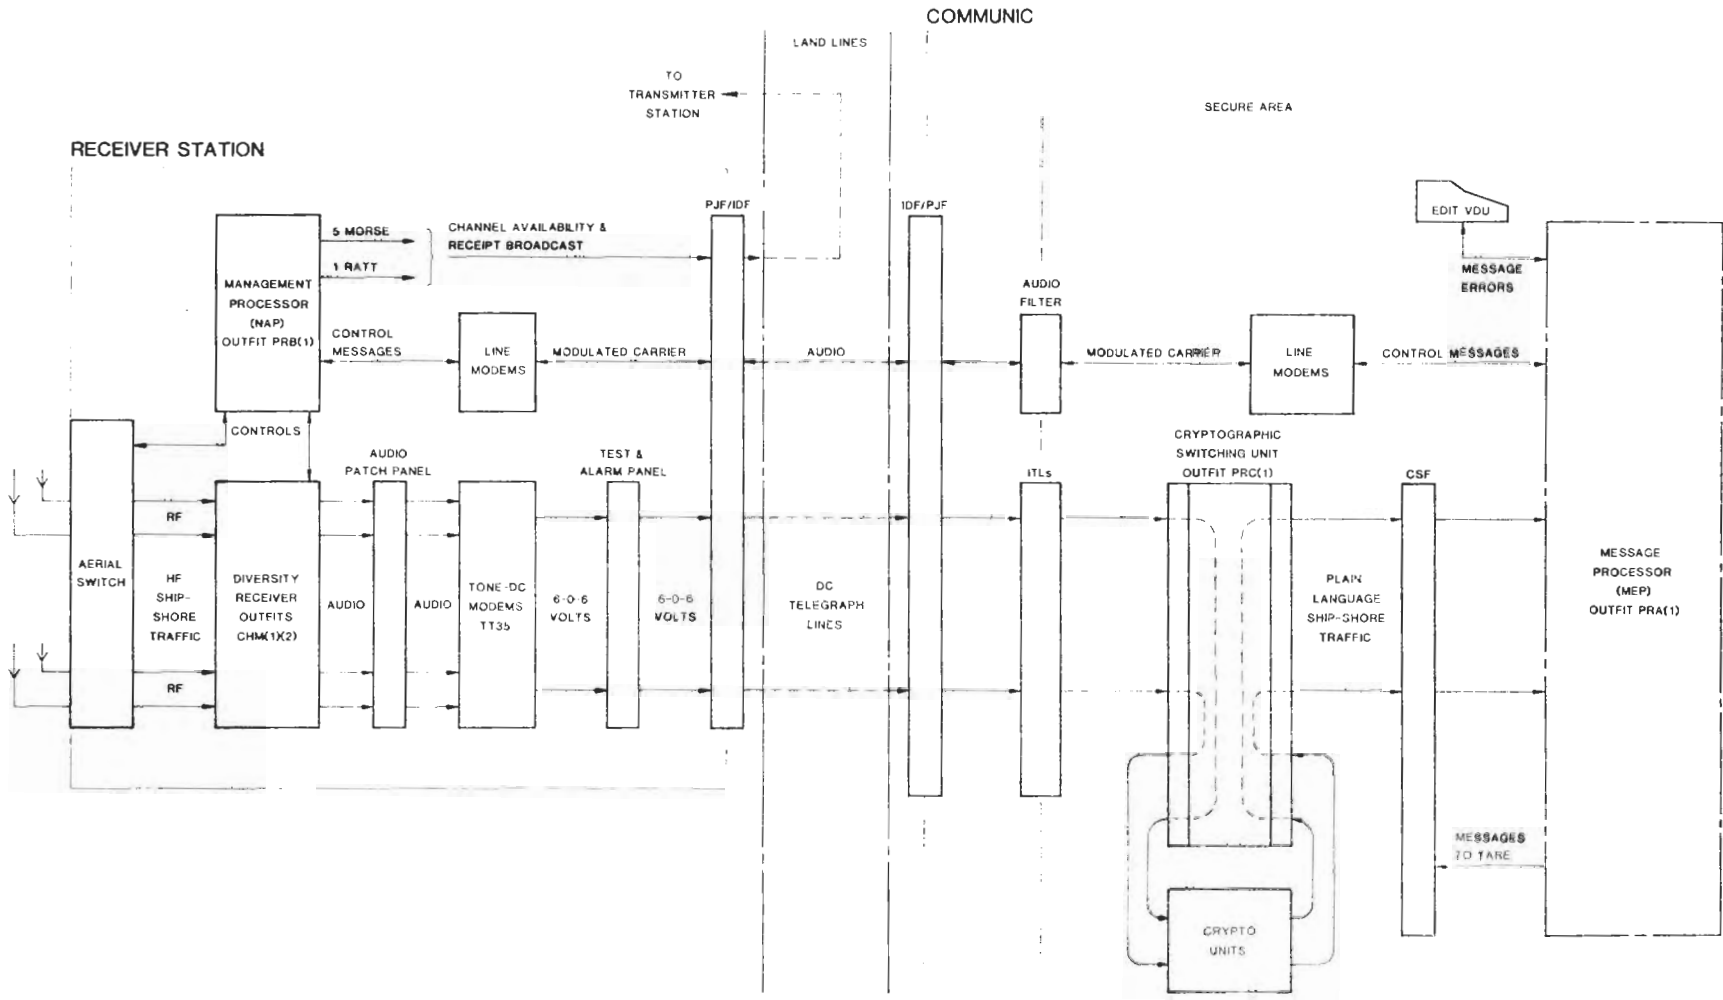 COMMUNIC
LAND LINES
TO
TRANSMITTER
STATION
SECURE AREA
RECEIVER STATION
PJF/IDF
IDF/PJF
EDIT VDU
5 MORSE
1 RATT
CHANNEL AVAILABILITY &
RECEIPT BROADCAST
MESSAGE
ERRORS
MANAGEMENT
PROCESSOR
(NAP)
OUTFIT PRB(1)
AUDIO
FILTER
CONTROL
MESSAGES
LINE
MODEMS
MODULATED CARRIER
AUDIO
MODULATED CARRIER
LINE
MODEMS
CONTROL MESSAGES
CONTROLS
AUDIO
PATCH PANEL
TEST &
ALARM PANEL
ITLs
CRYPTOGRAPHIC
SWITCHING UNIT
OUTFIT PRC(1)
CSF
RF
AERIAL
SWITCH
HF
SHIP-
SHORE
TRAFFIC
DIVERSITY
RECEIVER
OUTFITS
CHM(1)(2)
AUDIO
AUDIO
TONE-DC
MODEMS
TT35
6-0-6
VOLTS
6-0-6
VOLTS
DC
TELEGRAPH
LINES
PLAIN
LANGUAGE
SHIP-SHORE
TRAFFIC
MESSAGE
PROCESSOR
(MEP)
OUTFIT PRA(1)
RF
MESSAGES
TO TARE
CRYPTO
UNITS